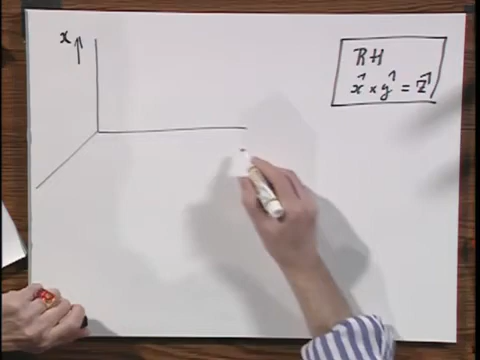 x ↑
RH
x̂ × ŷ = ẑ